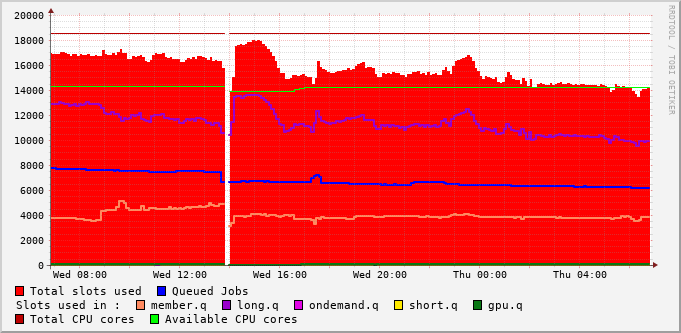 20000
18000
16000
14000
12000
10000
8000
6000
4000
2000
0
Wed 08:00 Wed 12:00 Wed 16:00 Wed 20:00 Thu 00:00 Thu 04:00
Total slots used Queued Jobs
Slots used in : member.q long.q ondemand.q short.q gpu.q
Total CPU cores Available CPU cores
RRDTOOL / TOBI OETIKER